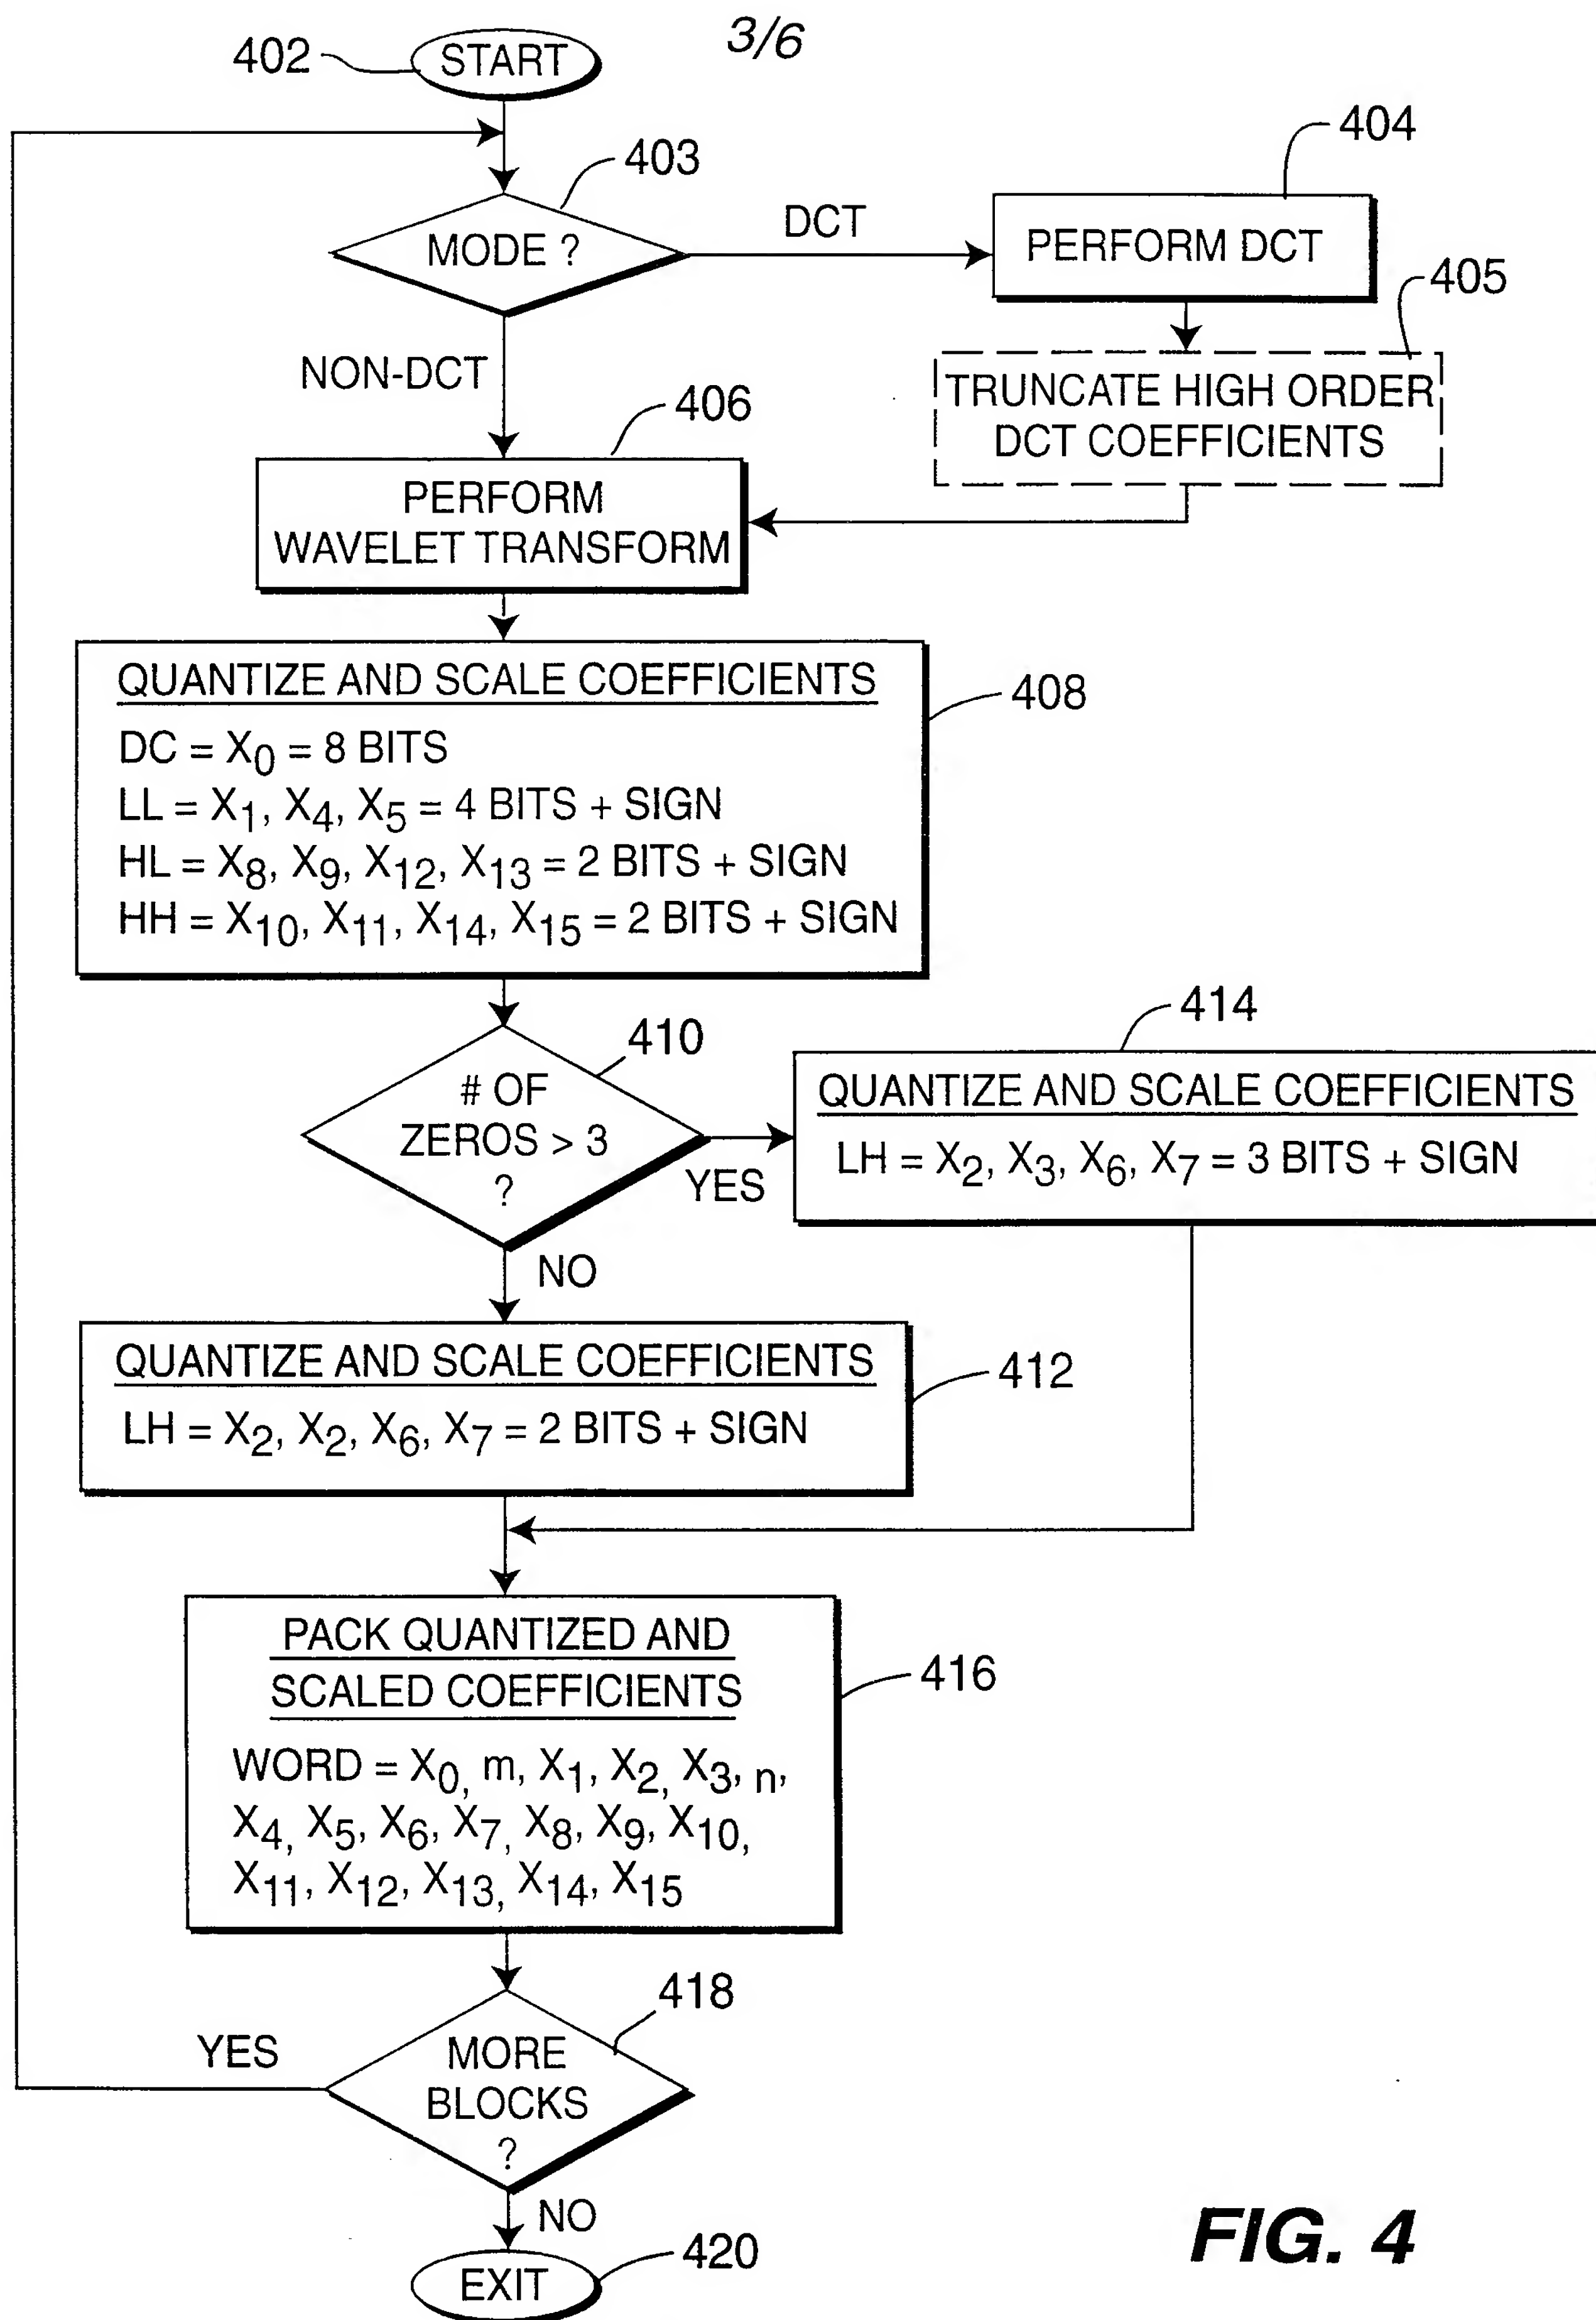 3/6
402
START
403
404
MODE ?
DCT
PERFORM DCT
405
NON-DCT
TRUNCATE HIGH ORDER
DCT COEFFICIENTS
406
PERFORM
WAVELET TRANSFORM
QUANTIZE AND SCALE COEFFICIENTS
408
DC = X0 = 8 BITS
LL = X1, X4, X5 = 4 BITS + SIGN
HL = X8, X9, X12, X13 = 2 BITS + SIGN
HH = X10, X11, X14, X15 = 2 BITS + SIGN
410
# OF
ZEROS > 3
?
YES
NO
414
QUANTIZE AND SCALE COEFFICIENTS
LH = X2, X3, X6, X7 = 3 BITS + SIGN
QUANTIZE AND SCALE COEFFICIENTS
412
LH = X2, X2, X6, X7 = 2 BITS + SIGN
PACK QUANTIZED AND
SCALED COEFFICIENTS
416
WORD = X0, m, X1, X2, X3, n,
X4, X5, X6, X7, X8, X9, X10,
X11, X12, X13, X14, X15
418
YES
MORE
BLOCKS
?
NO
420
EXIT
FIG. 4